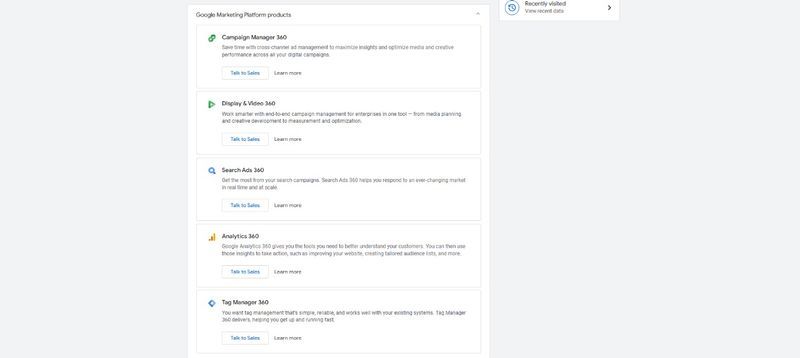 Google Marketing Platform products
Recently visited
View recent data
Campaign Manager 360
Save time with cross-channel ad management to maximize insights and optimize media and creative
performance across all your digital campaigns.
Talk to Sales Learn more
Display & Video 360
Work smarter with end-to-end campaign management for enterprises in one tool — from media planning
and creative development to measurement and optimization.
Talk to Sales Learn more
Search Ads 360
Get the most from your search campaigns. Search Ads 360 helps you respond to an ever-changing market
in real time and at scale.
Talk to Sales Learn more
Analytics 360
Google Analytics 360 gives you the tools you need to better understand your customers. You can then use
those insights to take action, such as improving your website, creating tailored audience lists, and more.
Talk to Sales Learn more
Tag Manager 360
You want tag management that's simple, reliable, and works well with your existing systems. Tag Manager
360 delivers, helping you get up and running fast.
Talk to Sales Learn more